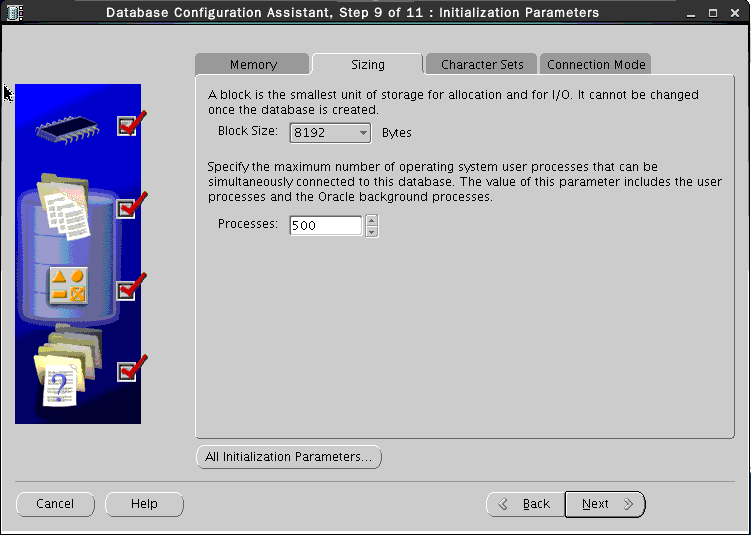 Database Configuration Assistant, Step 9 of 11 : Initialization Parameters
Memory
Sizing
Character Sets
Connection Mode
A block is the smallest unit of storage for allocation and for I/O. It cannot be changed
once the database is created.
Block Size: 8192 Bytes
Specify the maximum number of operating system user processes that can be
simultaneously connected to this database. The value of this parameter includes the user
processes and the Oracle background processes.
Processes: 500
?
All Initialization Parameters...
Cancel
Help
Back
Next